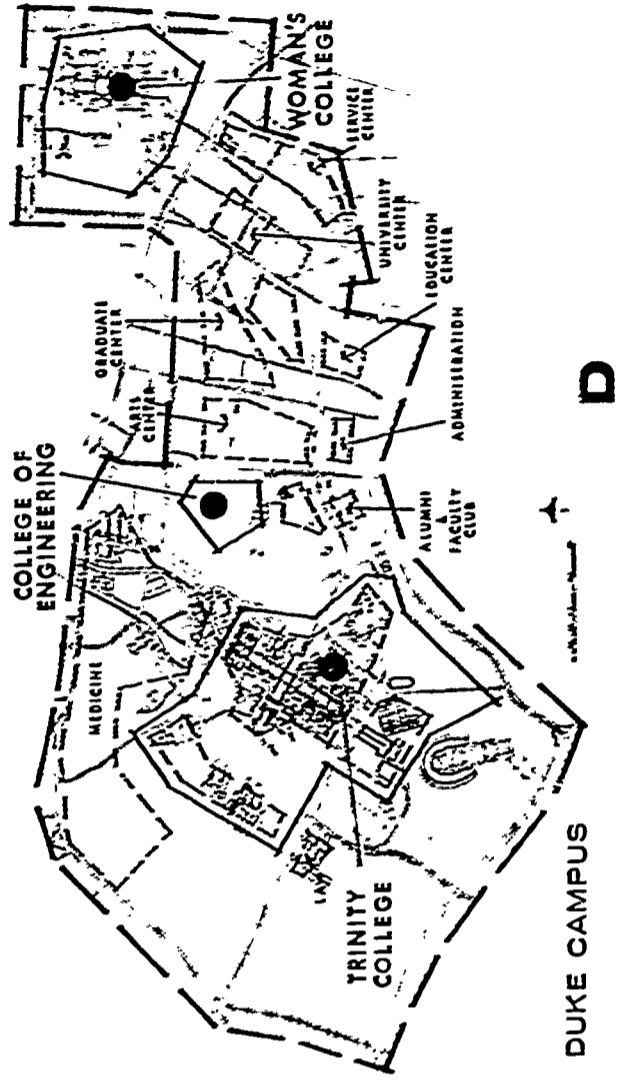 WOMAN'S
COLLEGE
SERVICE
CENTER
UNIVERSITY
CENTER
EDUCATION
CENTER
GRADUATE
CENTER
ARTS
CENTER
ADMINISTRATION
COLLEGE OF
ENGINEERING
ALUMNI
&
FACULTY
CLUB
MEDICINE
TRINITY
COLLEGE
LAW
DUKE CAMPUS
D